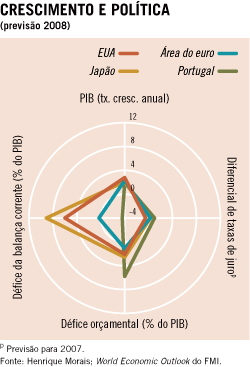 CRESCIMENTO E POLÍTICA
(previsão 2008)
EUA
Área do euro
Japão
Portugal
PIB (tx. cresc. anual)
12
8
4
0
-4
Défice da balança corrente (% do PIB)
Diferencial de taxas de juro^p
Défice orçamental (% do PIB)
p Previsão para 2007.
Fonte: Henrique Morais; World Economic Outlook do FMI.